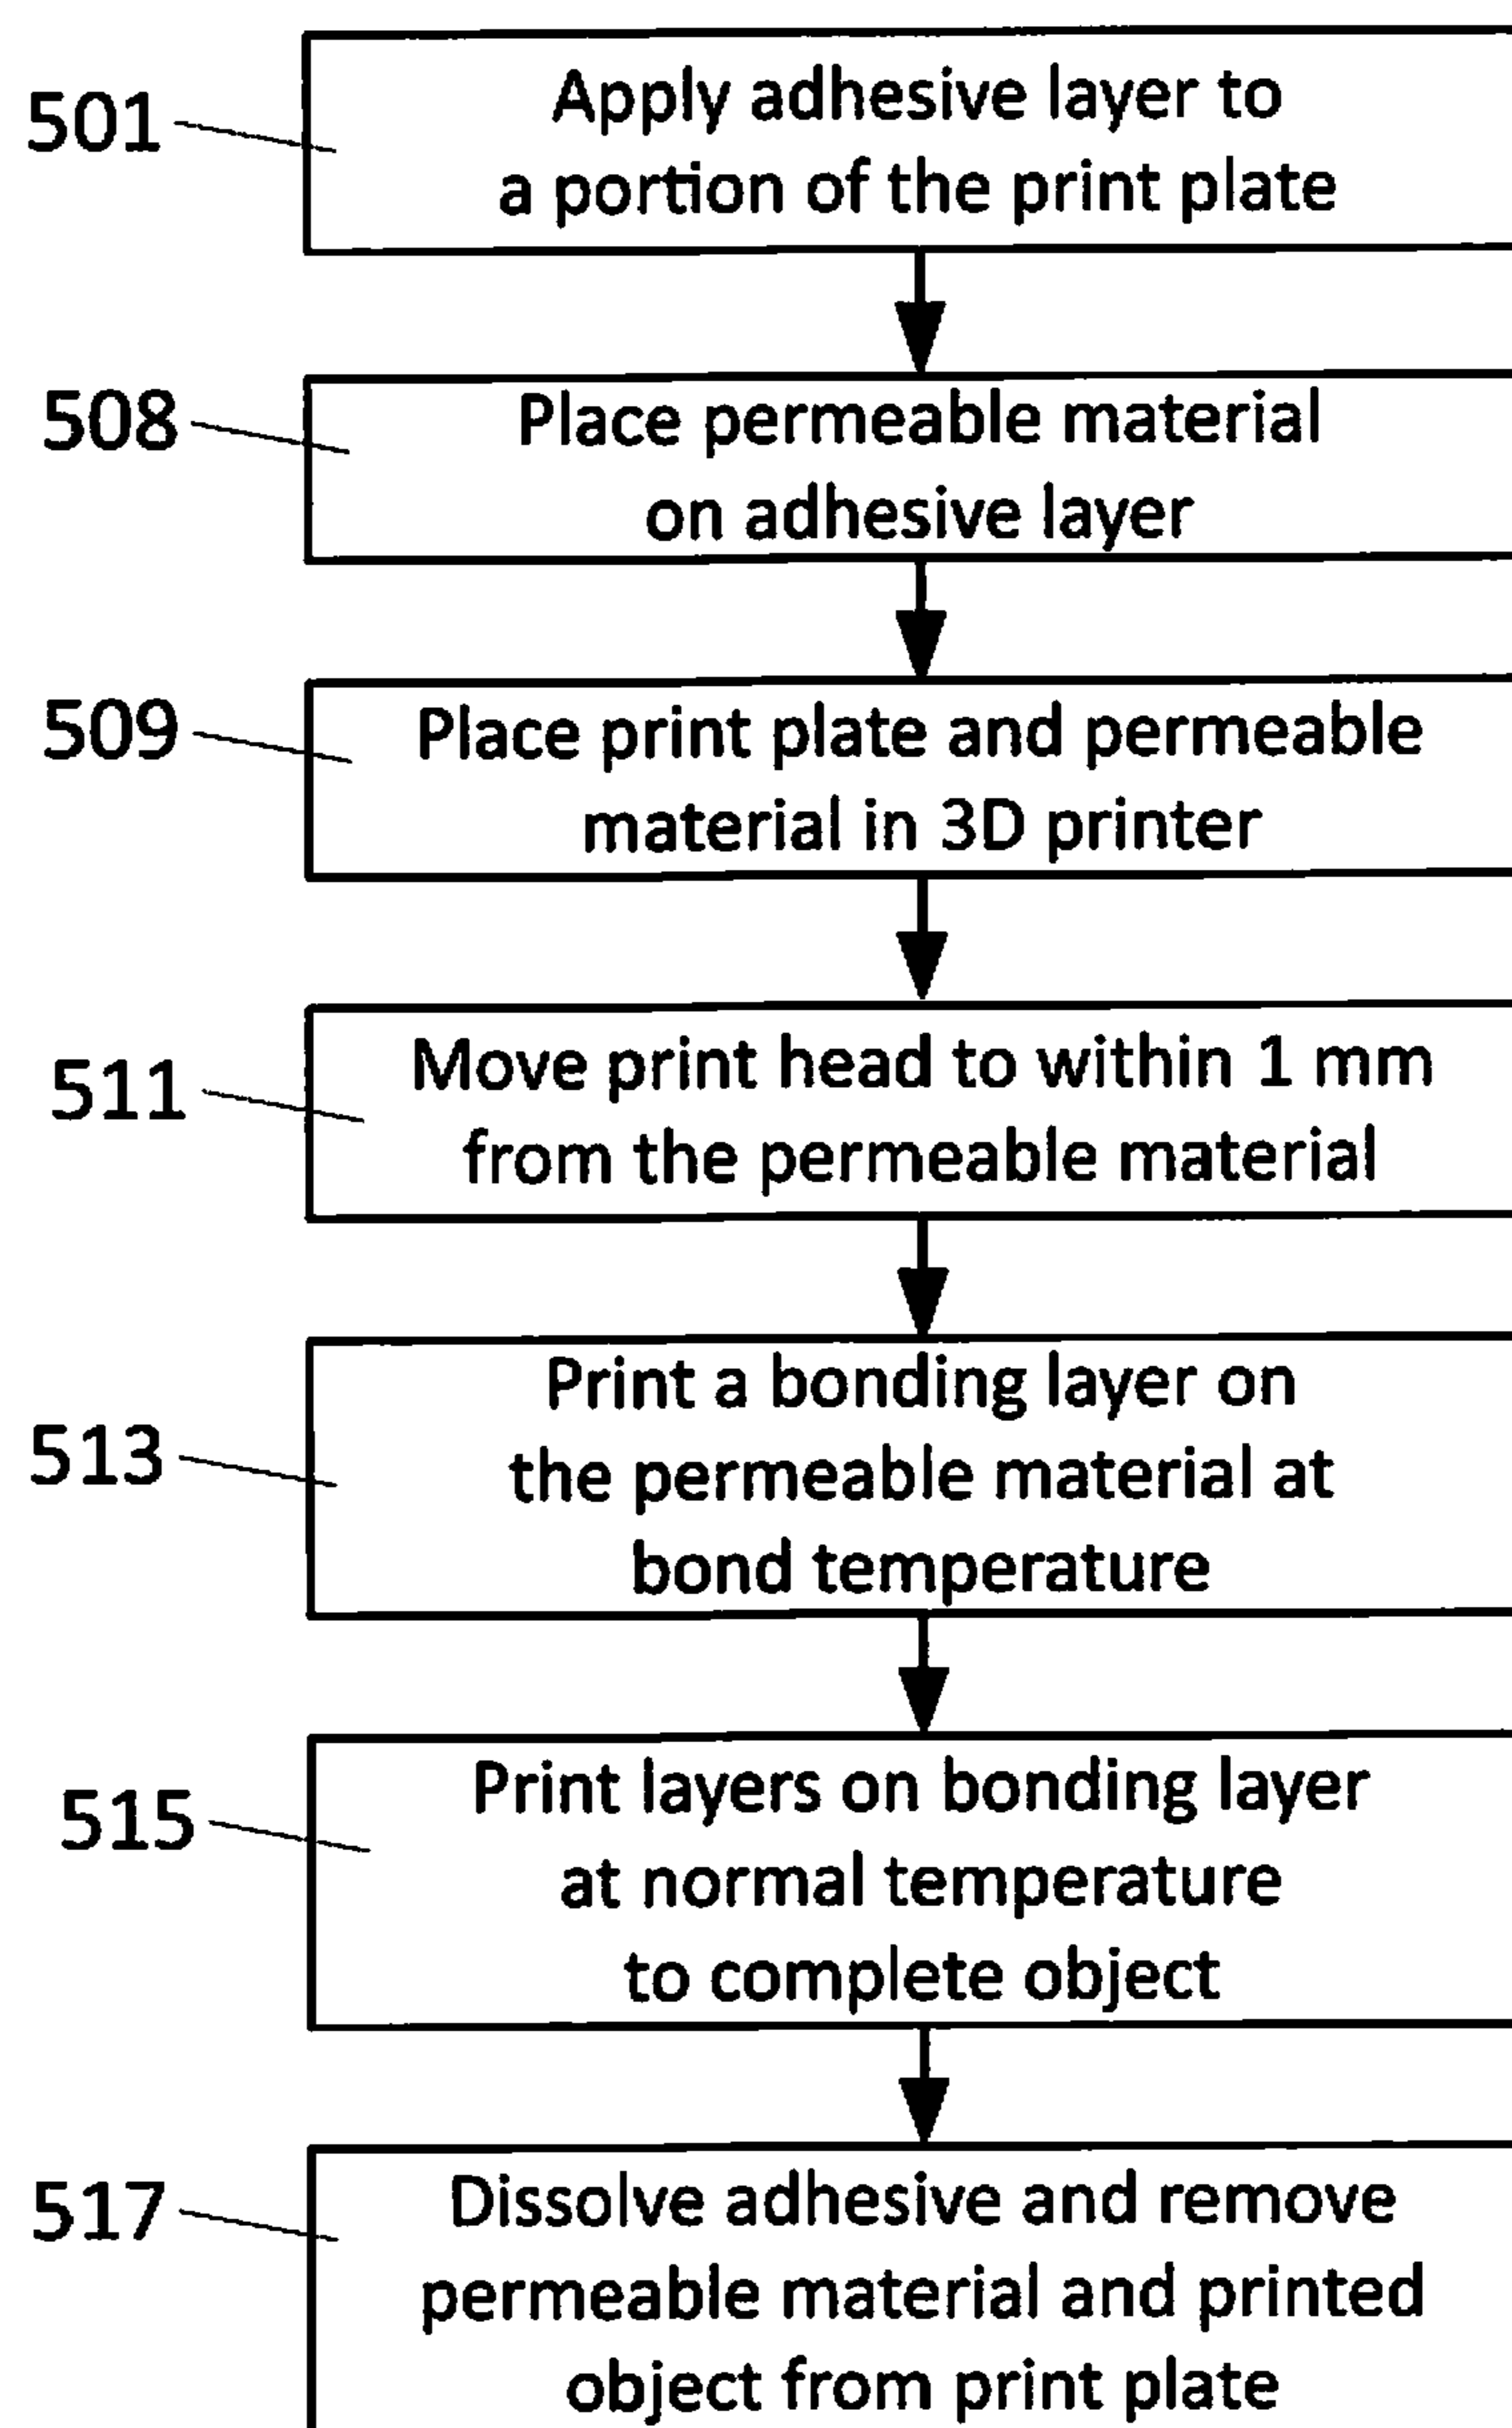 501
Apply adhesive layer to
a portion of the print plate
508
Place permeable material
on adhesive layer
509
Place print plate and permeable
material in 3D printer
511
Move print head to within 1 mm
from the permeable material
513
Print a bonding layer on
the permeable material at
bond temperature
515
Print layers on bonding layer
at normal temperature
to complete object
517
Dissolve adhesive and remove
permeable material and printed
object from print plate